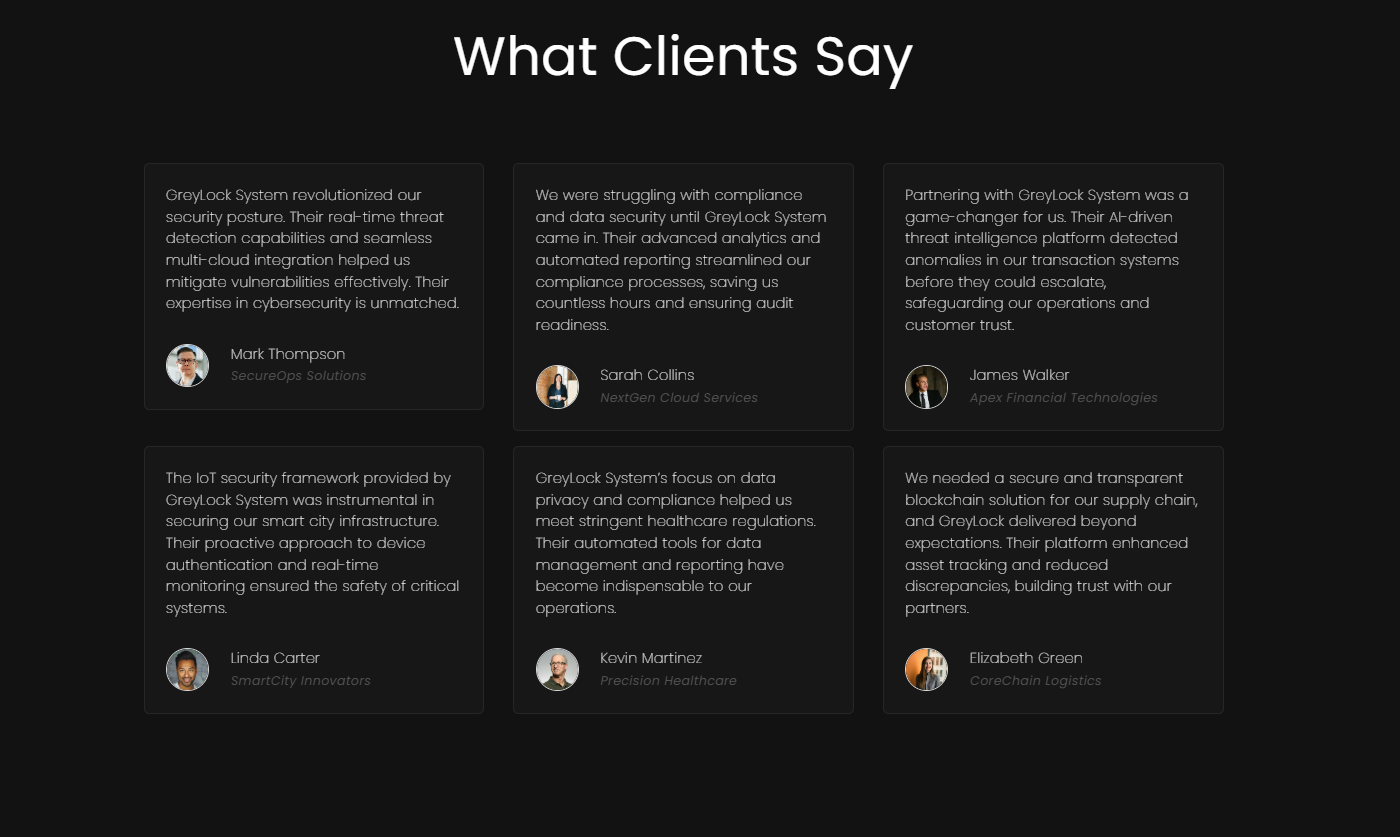 What Clients Say
GreyLock System revolutionized our
security posture. Their real-time threat
detection capabilities and seamless
multi-cloud integration helped us
mitigate vulnerabilities effectively. Their
expertise in cybersecurity is unmatched.
Mark Thompson
SecureOps Solutions
We were struggling with compliance
and data security until GreyLock System
came in. Their advanced analytics and
automated reporting streamlined our
compliance processes, saving us
countless hours and ensuring audit
readiness.
Sarah Collins
NextGen Cloud Services
Partnering with GreyLock System was a
game-changer for us. Their AI-driven
threat intelligence platform detected
anomalies in our transaction systems
before they could escalate,
safeguarding our operations and
customer trust.
James Walker
Apex Financial Technologies
The IoT security framework provided by
GreyLock System was instrumental in
securing our smart city infrastructure.
Their proactive approach to device
authentication and real-time
monitoring ensured the safety of critical
systems.
Linda Carter
SmartCity Innovators
GreyLock System’s focus on data
privacy and compliance helped us
meet stringent healthcare regulations.
Their automated tools for data
management and reporting have
become indispensable to our
operations.
Kevin Martinez
Precision Healthcare
We needed a secure and transparent
blockchain solution for our supply chain,
and GreyLock delivered beyond
expectations. Their platform enhanced
asset tracking and reduced
discrepancies, building trust with our
partners.
Elizabeth Green
CoreChain Logistics